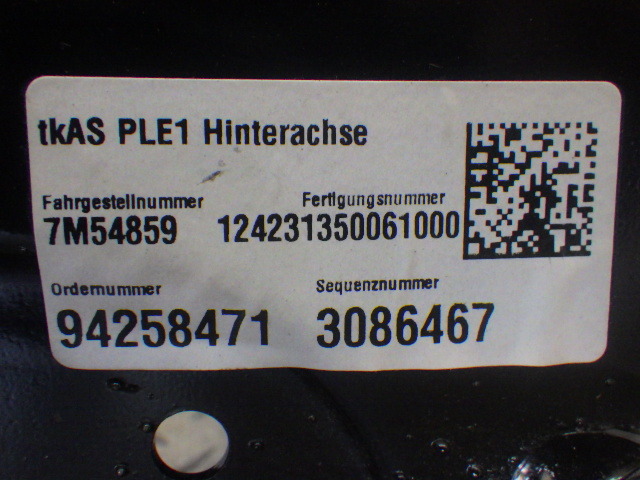 tkAS PLE1 Hinterachse
Fahrgestellnummer Fertigungsnummer
7M54859 124231350061000
Ordernummer Sequenznummer
94258471 3086467